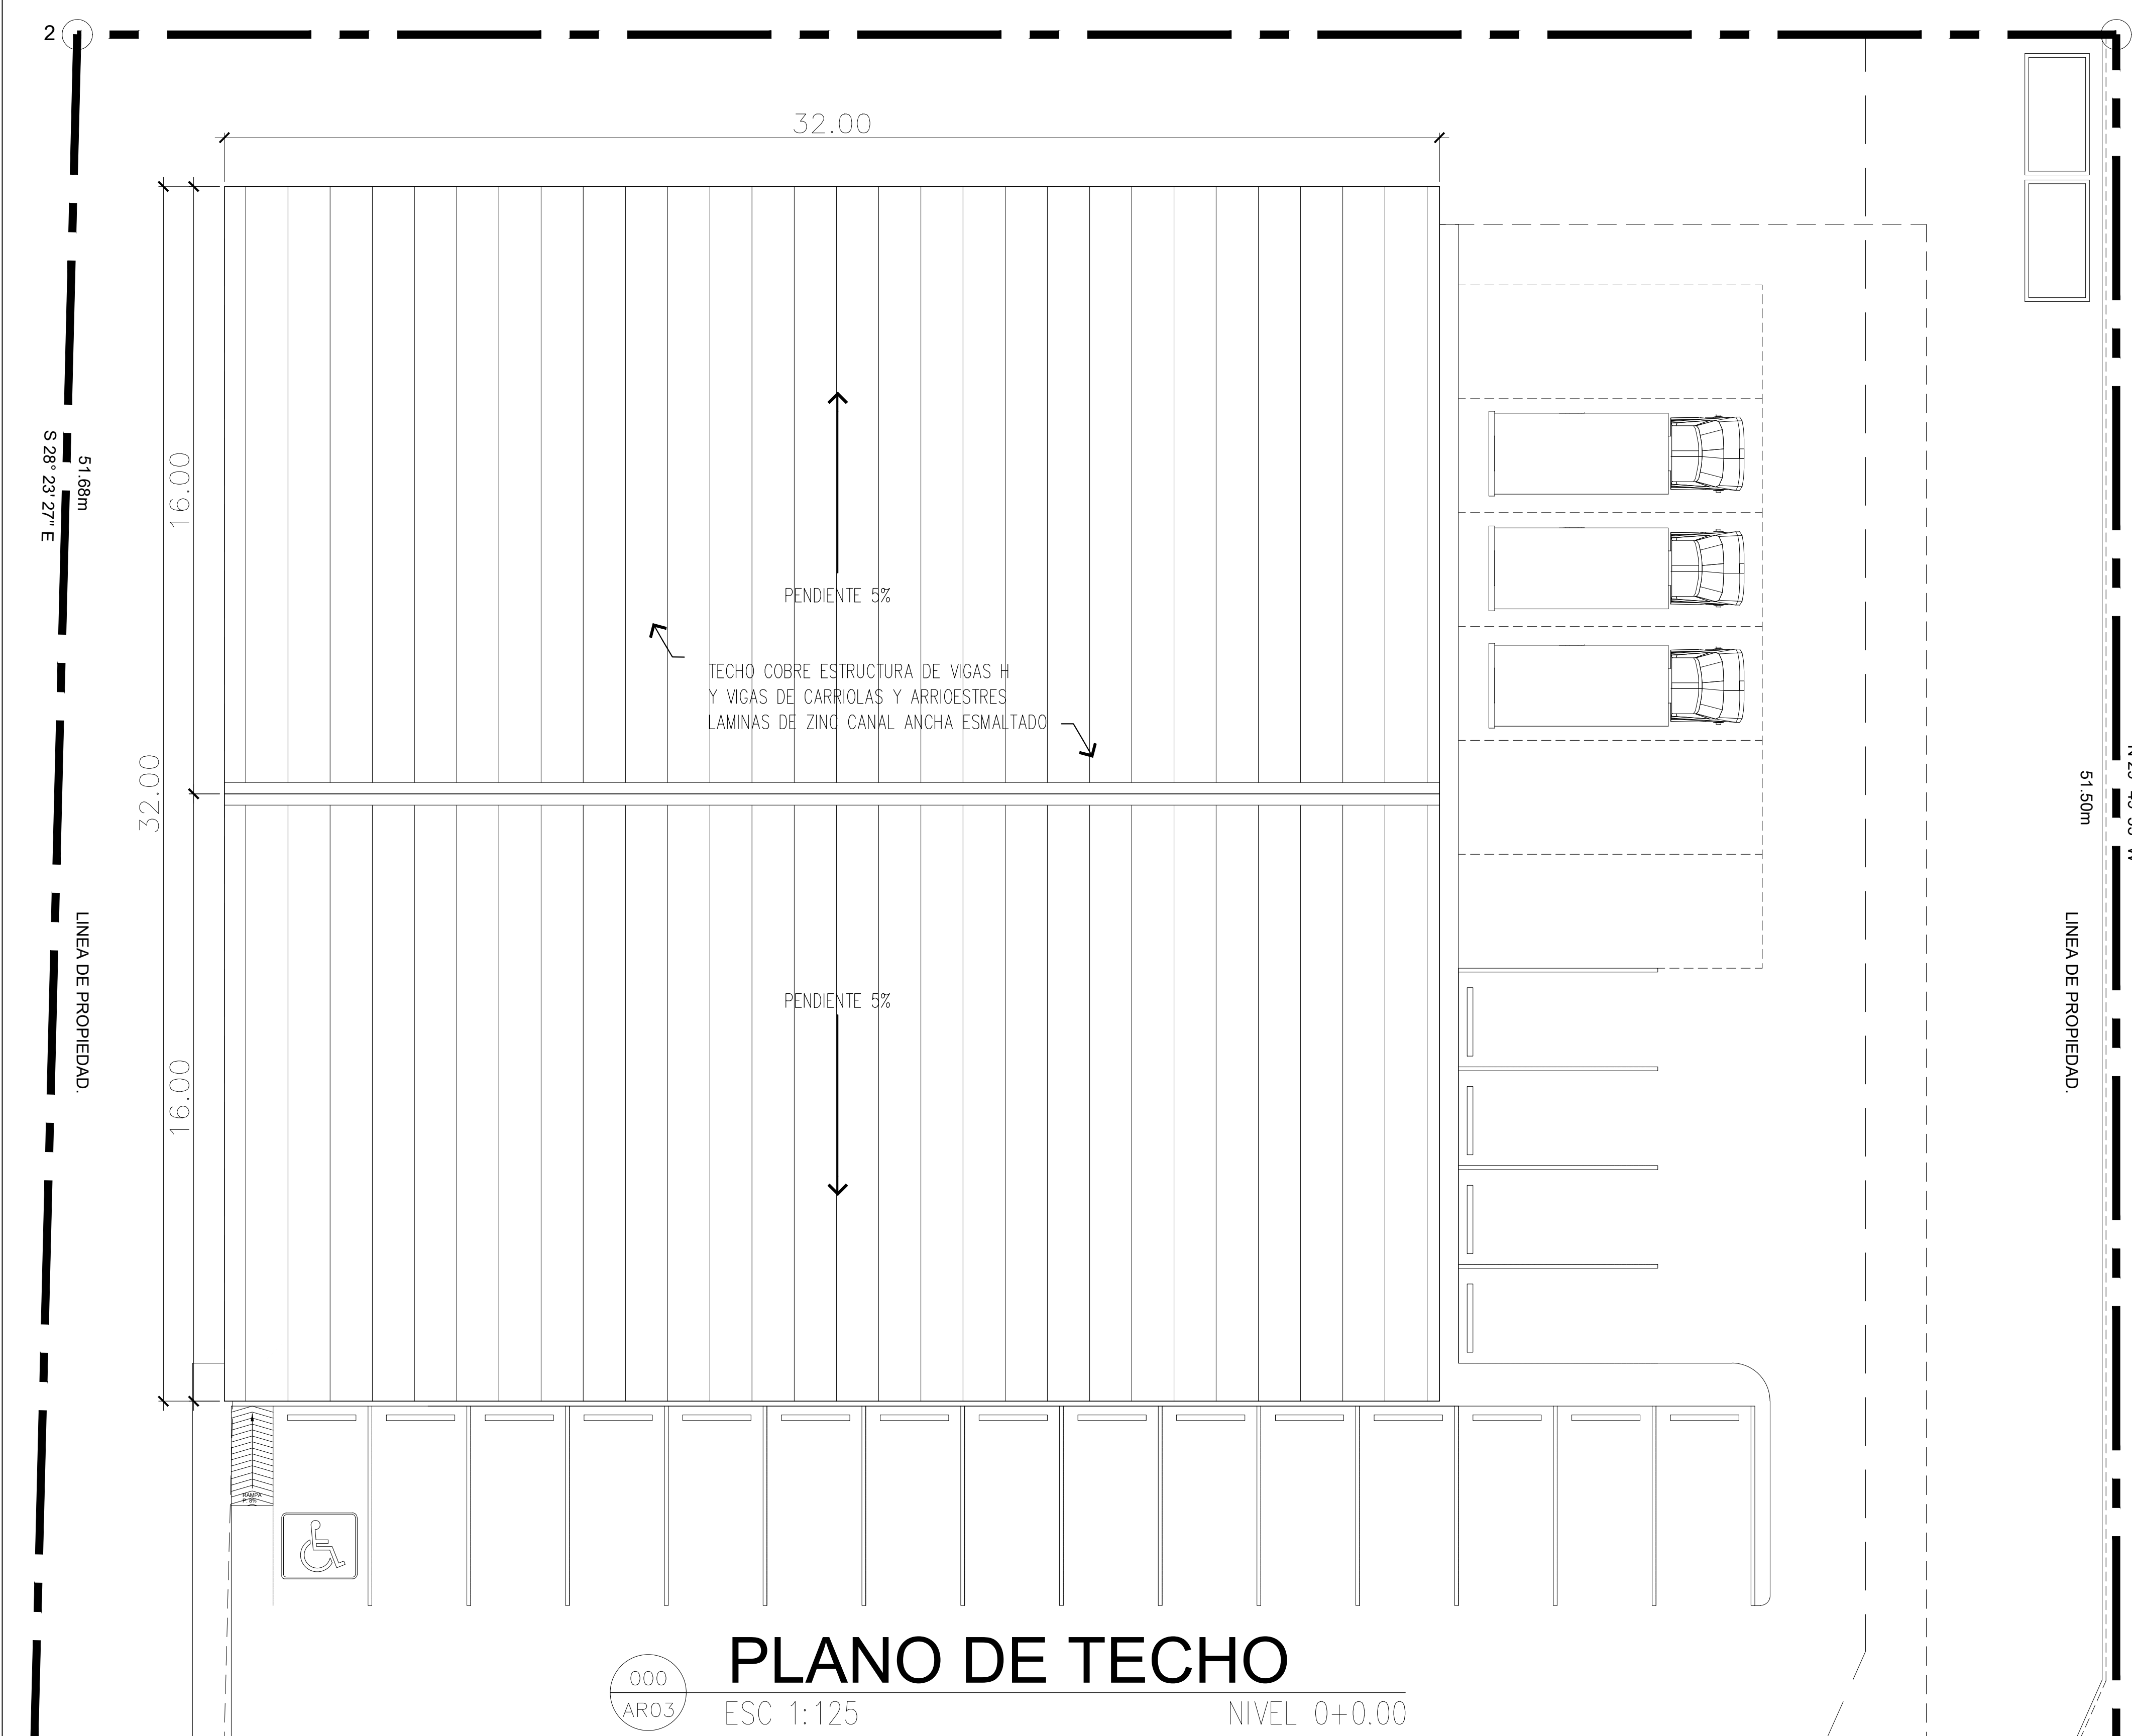 2
32.00
16.00
51.68m
S 28° 23' 27" E
PENDIENTE 5%
TECHO COBRE ESTRUCTURA DE VIGAS H
Y VIGAS DE CARRIOLAS Y ARRIOESTRES
LAMINAS DE ZINC CANAL ANCHA ESMALTADO
32.00
51.50m
LINEA DE PROPIEDAD.
LINEA DE PROPIEDAD.
PENDIENTE 5%
16.00
RAMPA
P. 8%
PLANO DE TECHO
000
AR03
ESC 1:125
NIVEL 0+0.00